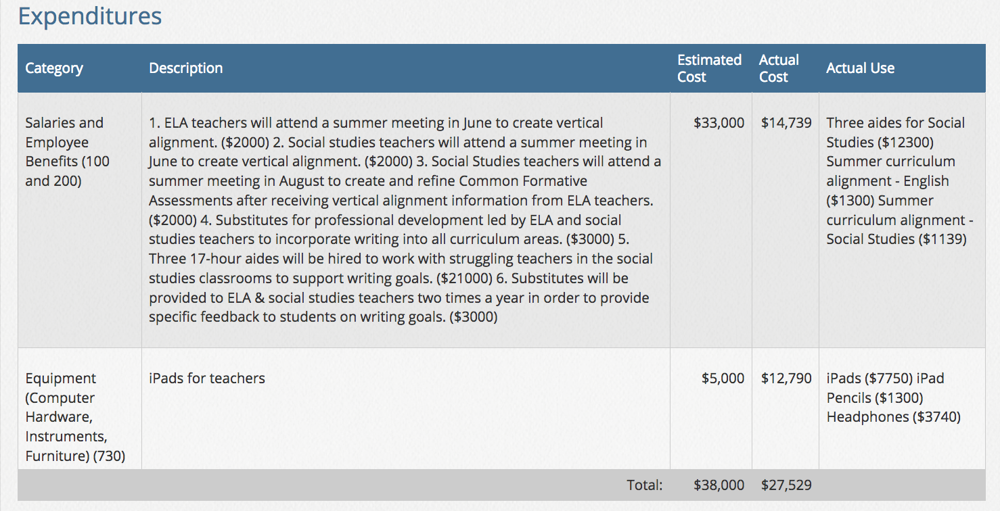 Expenditures
Category
Description
Estimated
Cost
Actual
Cost
Actual Use
Salaries and
Employee
Benefits (100
and 200)
1. ELA teachers will attend a summer meeting in June to create vertical
alignment. ($2000) 2. Social studies teachers will attend a summer meeting in
June to create vertical alignment. ($2000) 3. Social Studies teachers will attend a
summer meeting in August to create and refine Common Formative
Assessments after receiving vertical alignment information from ELA teachers.
($2000) 4. Substitutes for professional development led by ELA and social
studies teachers to incorporate writing into all curriculum areas. ($3000) 5.
Three 17-hour aides will be hired to work with struggling teachers in the social
studies classrooms to support writing goals. ($21000) 6. Substitutes will be
provided to ELA & social studies teachers two times a year in order to provide
specific feedback to students on writing goals. ($3000)
$33,000
$14,739
Three aides for Social
Studies ($12300)
Summer curriculum
alignment - English
($1300) Summer
curriculum alignment -
Social Studies ($1139)
Equipment
(Computer
Hardware,
Instruments,
Furniture) (730)
iPads for teachers
$5,000
$12,790
iPads ($7750) iPad
Pencils ($1300)
Headphones ($3740)
Total:
$38,000
$27,529